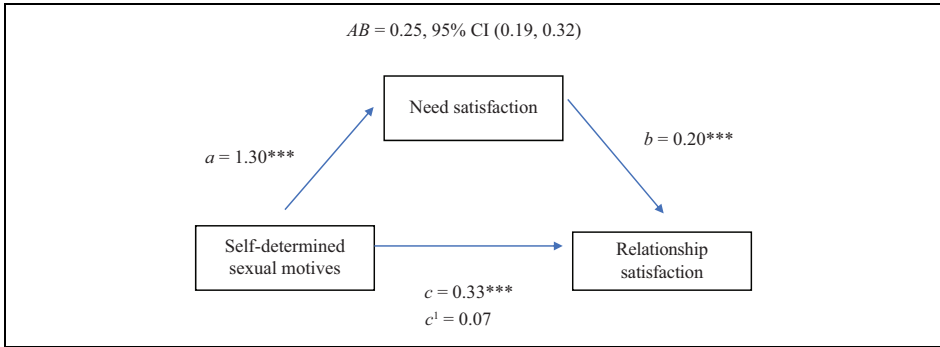 AB = 0.25, 95% CI (0.19, 0.32)
Need satisfaction
a = 1.30***
b = 0.20***
Self-determined
sexual motives
Relationship
satisfaction
c = 0.33***
c¹ = 0.07